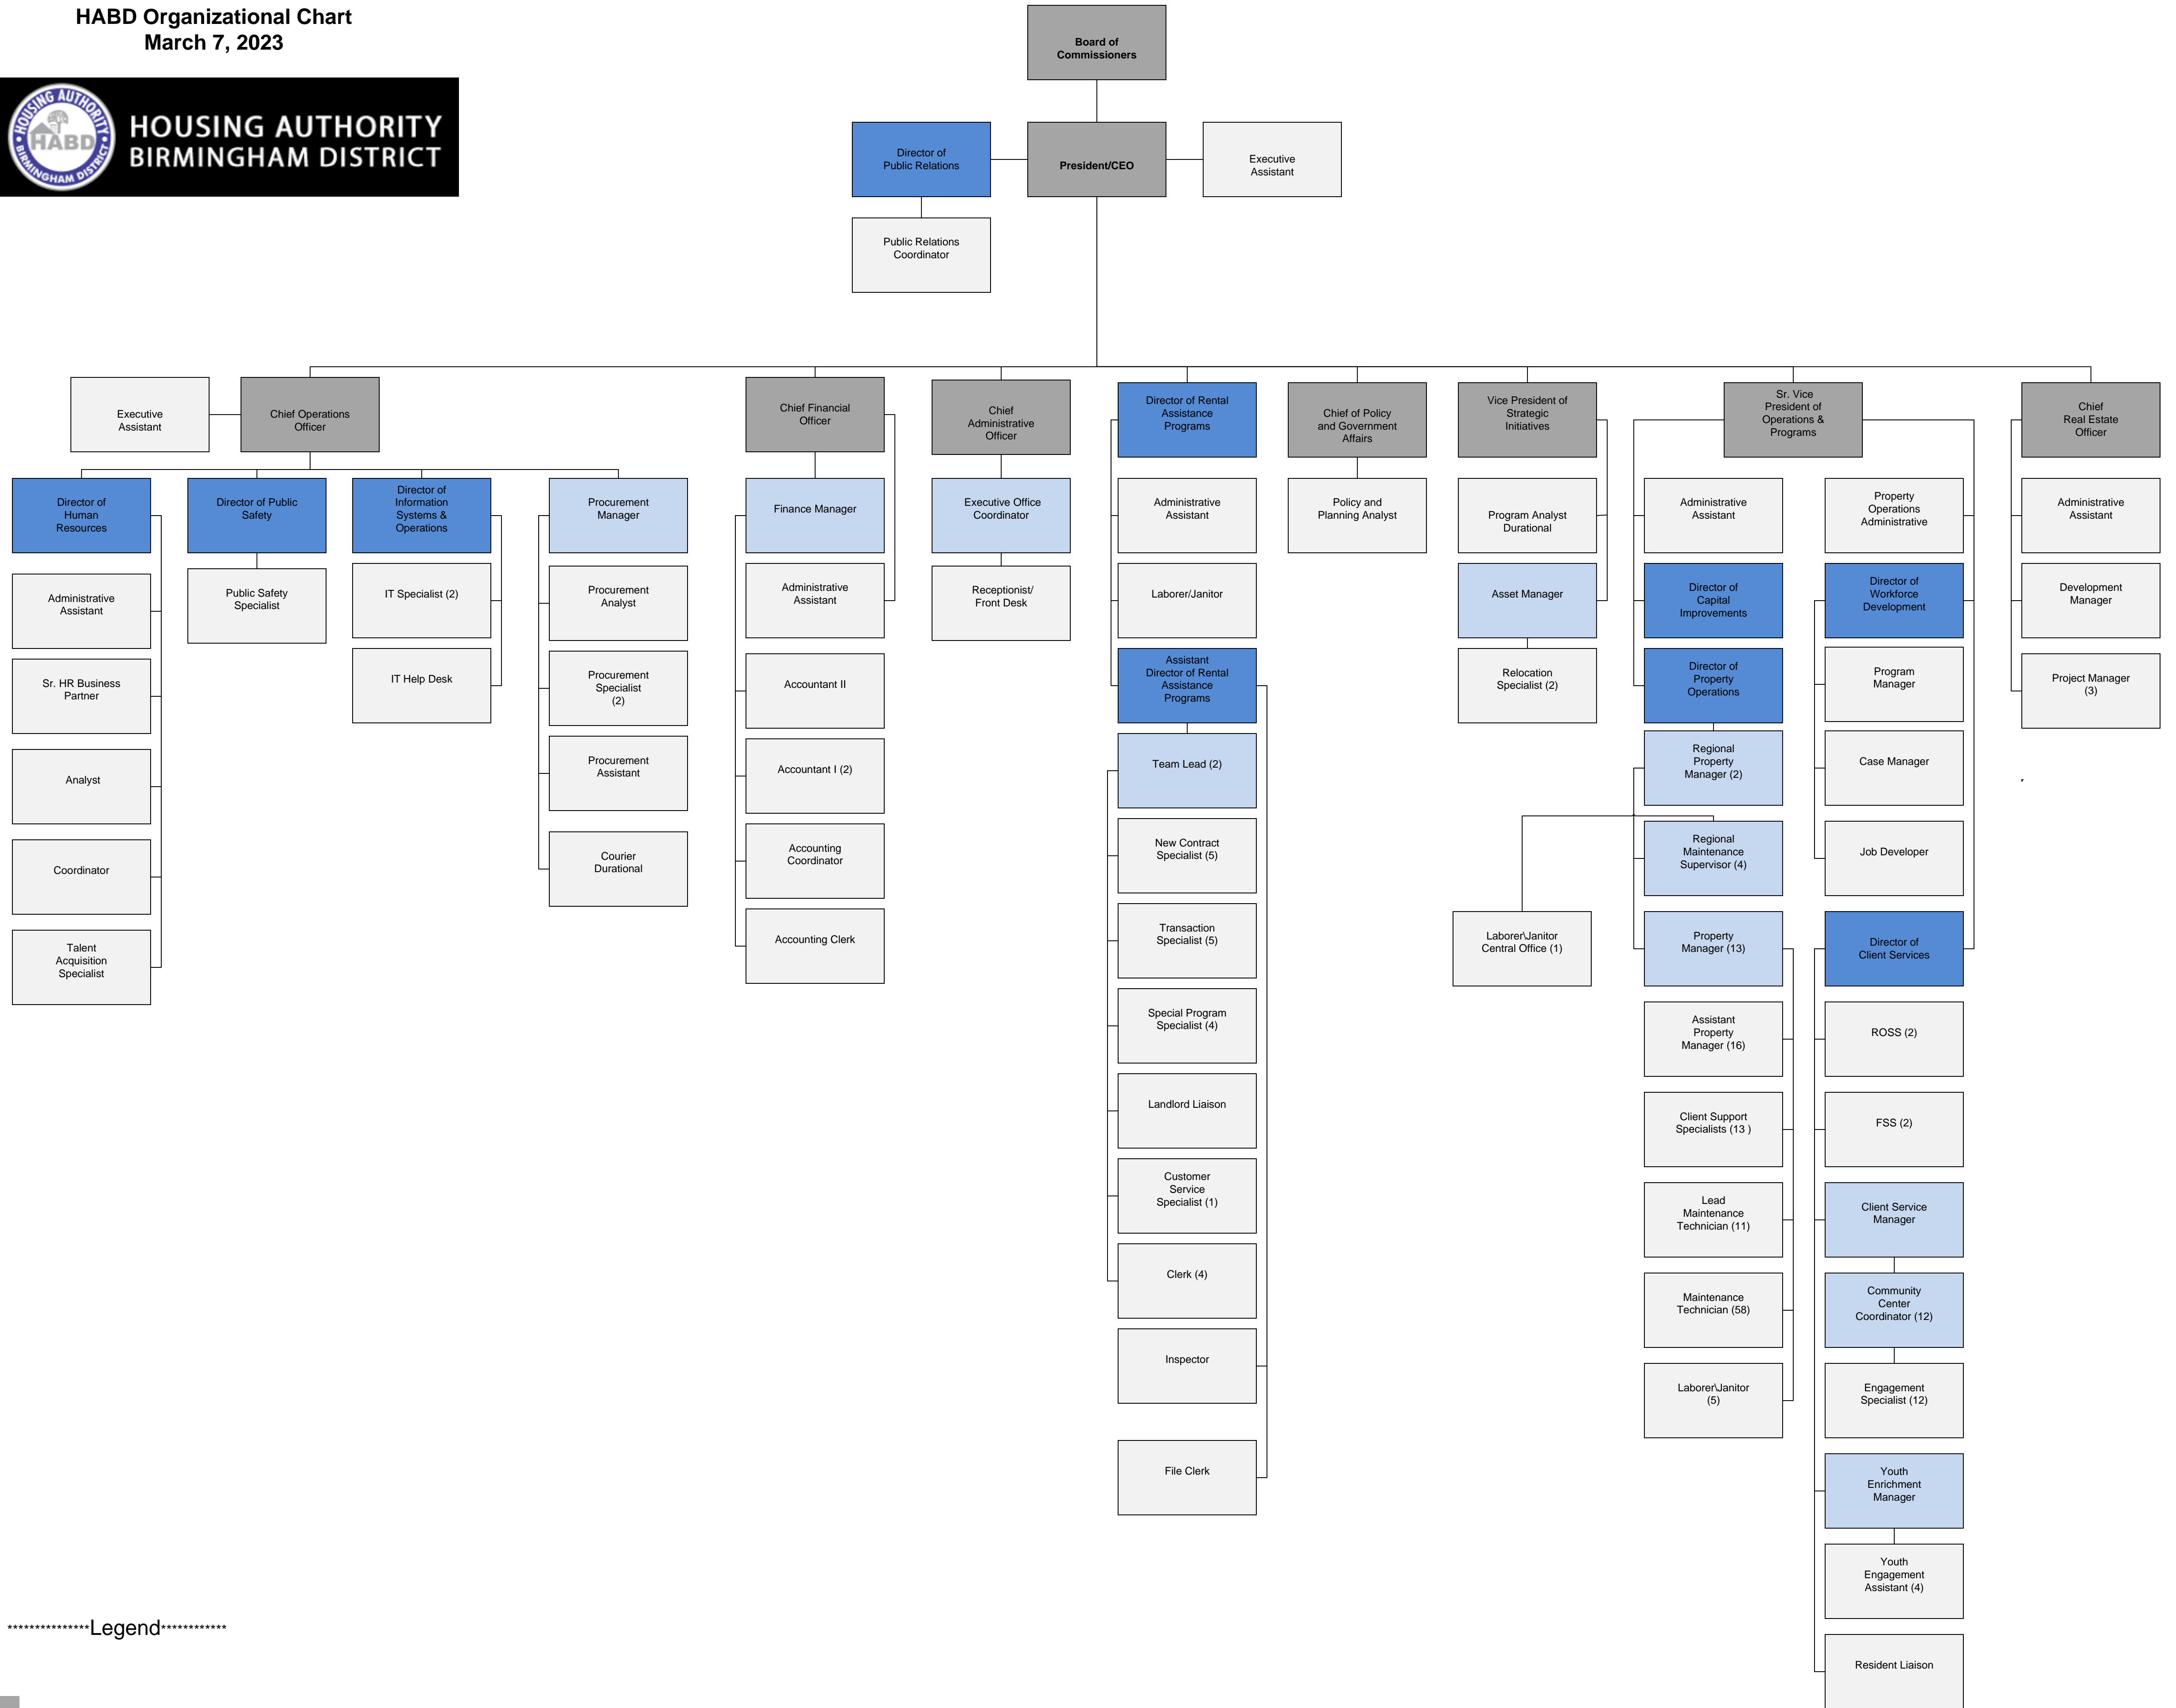 HABD Organizational Chart
March 7, 2023
HOUSING AUTHORITY
BIRMINGHAM DISTRICT
HABD
HOUSING AUTHORITY
BIRMINGHAM DISTRICT
Board of
Commissioners
Director of
Public Relations
President/CEO
Executive
Assistant
Public Relations
Coordinator
Executive
Assistant
Chief Operations
Officer
Chief Financial
Officer
Chief
Administrative
Officer
Director of Rental
Assistance
Programs
Chief of Policy
and Government
Affairs
Vice President of
Strategic
Initiatives
Sr. Vice
President of
Operations &
Programs
Chief
Real Estate
Officer
Director of
Human
Resources
Director of Public
Safety
Director of
Information
Systems &
Operations
Procurement
Manager
Finance Manager
Executive Office
Coordinator
Administrative
Assistant
Policy and
Planning Analyst
Program Analyst
Durational
Administrative
Assistant
Property
Operations
Administrative
Administrative
Assistant
Administrative
Assistant
Public Safety
Specialist
IT Specialist (2)
Procurement
Analyst
Administrative
Assistant
Receptionist/
Front Desk
Laborer/Janitor
Asset Manager
Director of
Capital
Improvements
Director of
Workforce
Development
Development
Manager
Sr. HR Business
Partner
IT Help Desk
Procurement
Specialist
(2)
Accountant II
Assistant
Director of Rental
Assistance
Programs
Relocation
Specialist (2)
Director of
Property
Operations
Program
Manager
Project Manager
(3)
Analyst
Procurement
Assistant
Accountant I (2)
Team Lead (2)
Regional
Property
Manager (2)
Case Manager
Coordinator
Courier
Durational
Accounting
Coordinator
New Contract
Specialist (5)
Regional
Maintenance
Supervisor (4)
Job Developer
Talent
Acquisition
Specialist
Accounting Clerk
Transaction
Specialist (5)
Laborer\Janitor
Central Office (1)
Property
Manager (13)
Director of
Client Services
Special Program
Specialist (4)
Assistant
Property
Manager (16)
ROSS (2)
Landlord Liaison
Client Support
Specialists (13 )
FSS (2)
Customer
Service
Specialist (1)
Lead
Maintenance
Technician (11)
Client Service
Manager
Clerk (4)
Maintenance
Technician (58)
Community
Center
Coordinator (12)
Inspector
Laborer\Janitor
(5)
Engagement
Specialist (12)
File Clerk
Youth
Enrichment
Manager
Youth
Engagement
Assistant (4)
Resident Liaison
***************Legend************